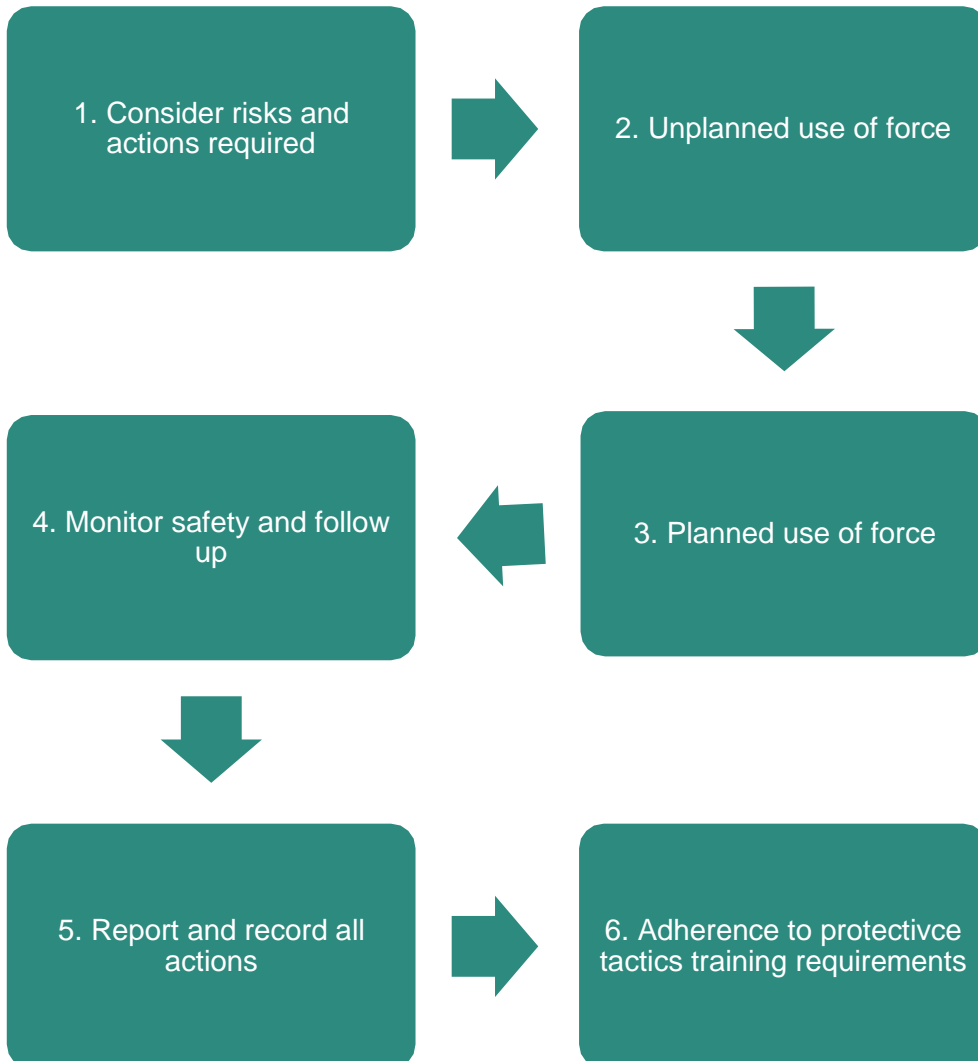 1. Consider risks and
actions required
2. Unplanned use of force
3. Planned use of force
4. Monitor safety and follow
up
5. Report and record all
actions
6. Adherence to protectivce
tactics training requirements